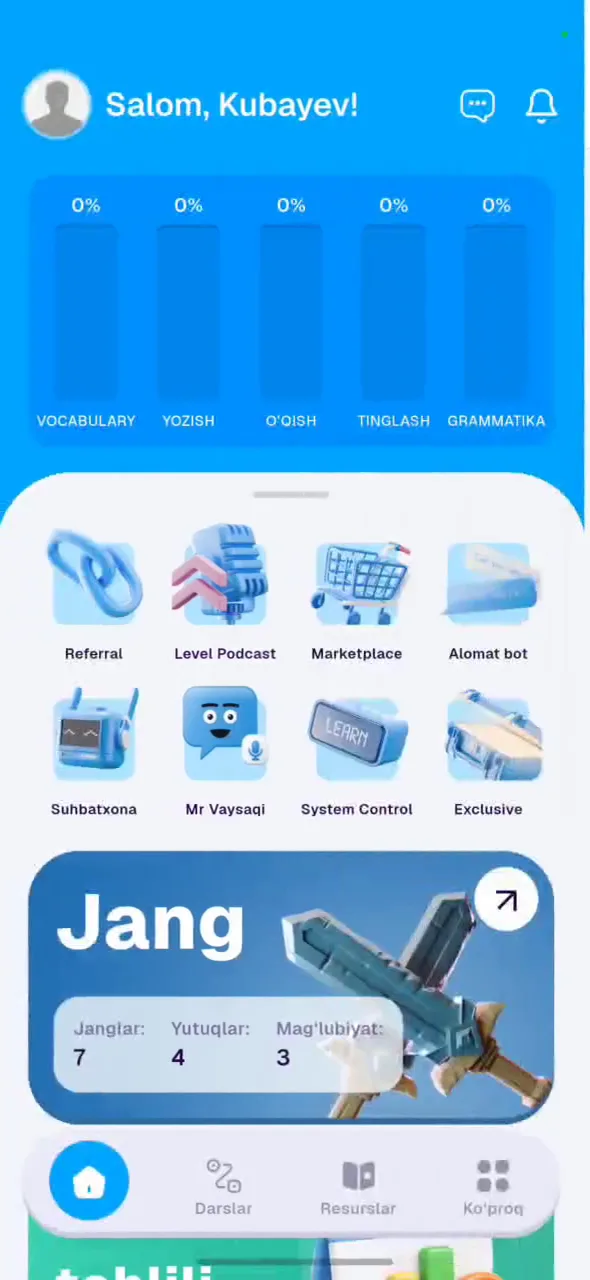 Salom, Kubayev!
0% 0% 0% 0% 0%
VOCABULARY YOZISH O'QISH TINGLASH GRAMMATIKA
Referral Level Podcast Marketplace Alomat bot
LEARN
Suhbatxona Mr Vaysaqi System Control Exclusive
Jang
Janglar: Yutuqlar: Mag'lubiyat:
7 4 3
Darslar Resurslar Ko'proq